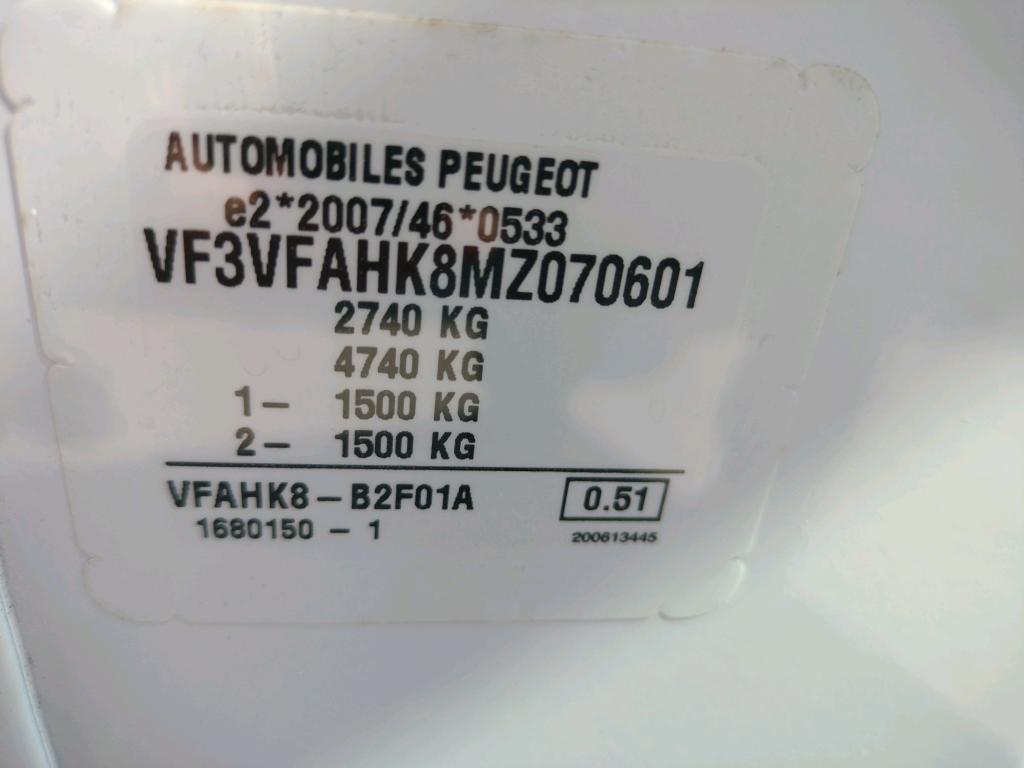 AUTOMOBILES PEUGEOT
e2*2007/46*0533
VF3VFAHK8MZ070601
2740 KG
4740 KG
1- 1500 KG
2- 1500 KG
VFAHK8-B2F01A 0.51
1680150 - 1 200613445